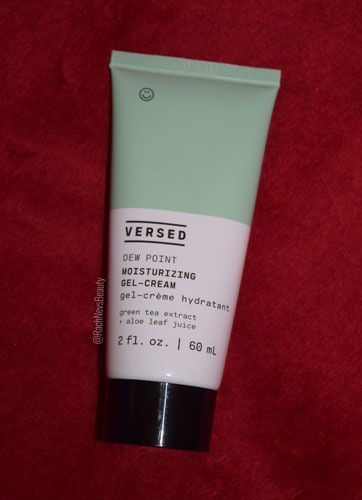 VERSED
DEW POINT
MOISTURIZING
GEL-CREAM
gel-crème hydratant
green tea extract
+ aloe leaf juice
2 fl. oz. | 60 mL
@RachNevsBeauty